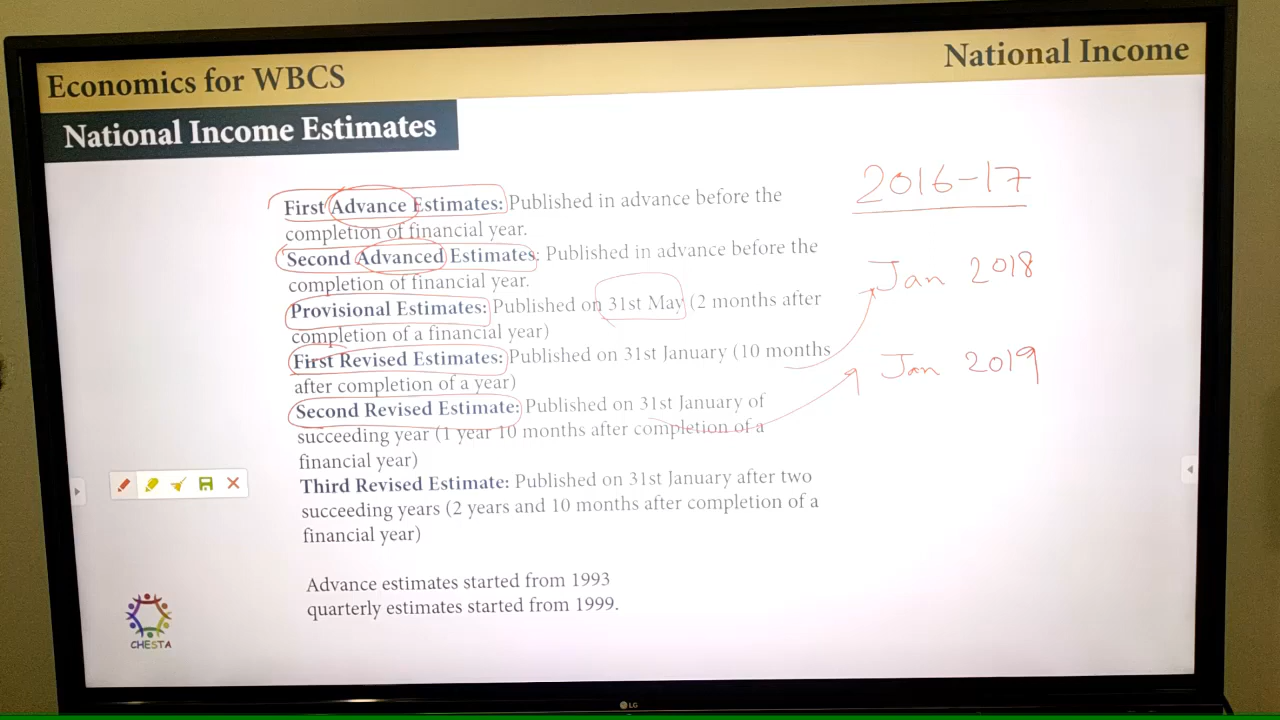 Economics for WBCS
National Income
National Income Estimates
2016-17
First Advance Estimates: Published in advance before the
completion of financial year.
Second Advanced Estimates: Published in advance before the
completion of financial year.
Jan 2018
Provisional Estimates: Published on 31st May (2 months after
completion of a financial year)
First Revised Estimates: Published on 31st January (10 months
after completion of a year)
Jan 2019
Second Revised Estimate: Published on 31st January of
succeeding year (1 year 10 months after completion of a
financial year)
Third Revised Estimate: Published on 31st January after two
succeeding years (2 years and 10 months after completion of a
financial year)
Advance estimates started from 1993
quarterly estimates started from 1999.
CHESTA
LG